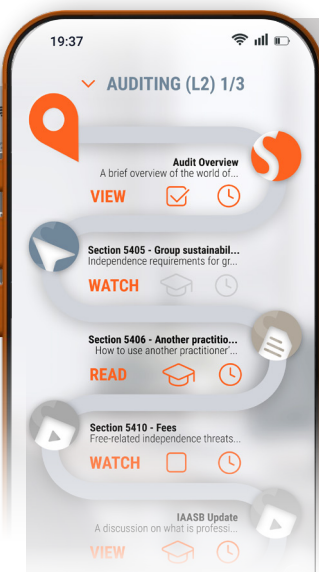 19:37
AUDITING (L2) 1/3
Audit Overview
A brief overview of the world of...
VIEW
Section 5405 - Group sustainabil...
Independence requirements for gr...
WATCH
Section 5406 - Another practitio...
How to use another practitioner'...
READ
Section 5410 - Fees
Free-related independence threats...
WATCH
IAASB Update
A discussion on what is professi...
VIEW